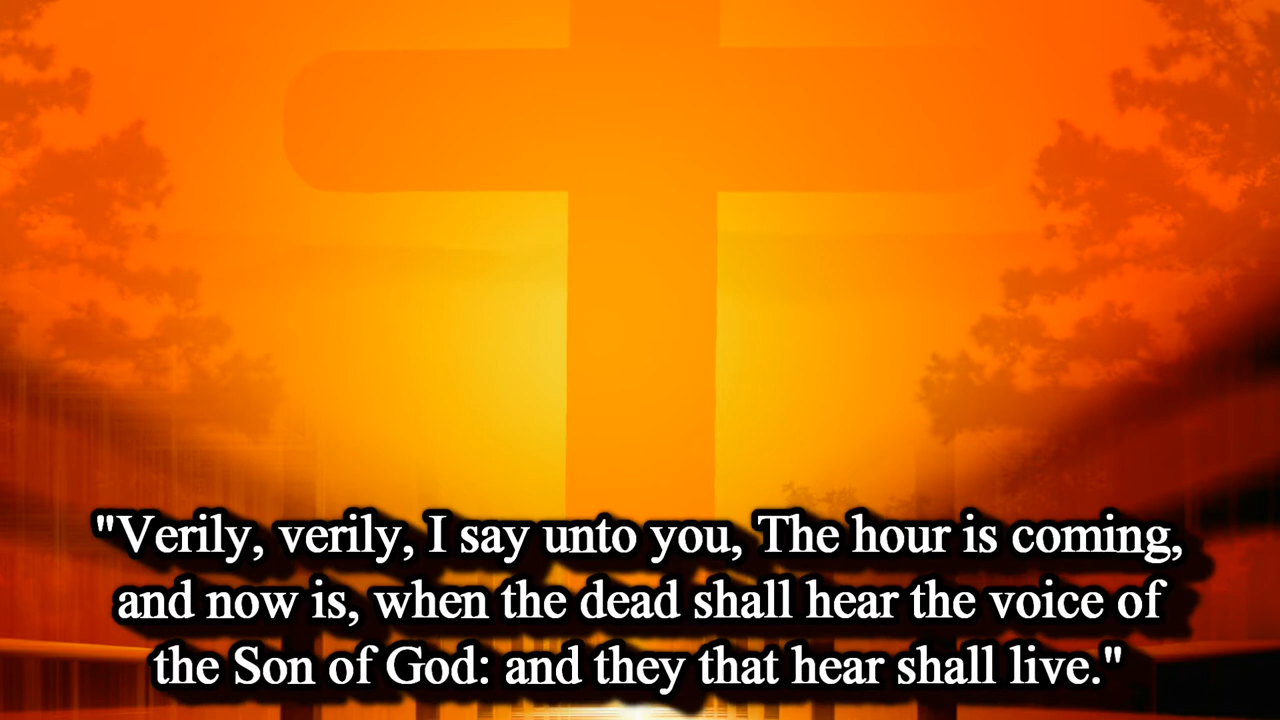 "Verily, verily, I say unto you, The hour is coming,
and now is, when the dead shall hear the voice of
the Son of God: and they that hear shall live."